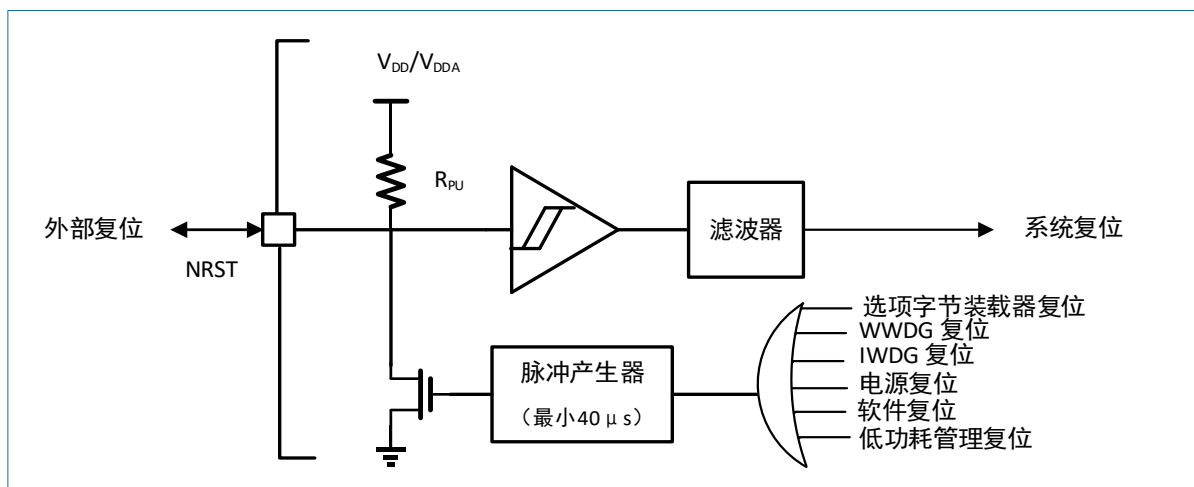 VDD/VDDA
RPU
外部复位
NRST
滤波器
系统复位
脉冲产生器
（最小40μs）
选项字节装载器复位
WWDG 复位
IWDG 复位
电源复位
软件复位
低功耗管理复位